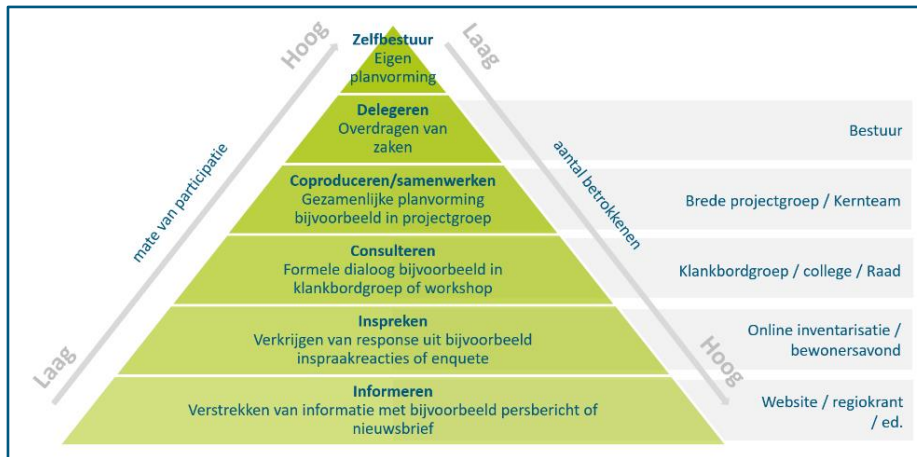 Hoog
Laag
Zelfbestuur
Eigen
planvorming
Delegeren
Overdragen van
zaken
Bestuur
mate van participatie
aantal betrokkenen
Coproduceren/samenwerken
Gezamenlijke planvorming
bijvoorbeeld in projectgroep
Brede projectgroep / Kernteam
Consulteren
Formele dialoog bijvoorbeeld in
klankbordgroep of workshop
Klankbordgroep / college / Raad
Inspreken
Verkrijgen van response uit bijvoorbeeld
inspraakreacties of enquete
Online inventarisatie /
bewonersavond
Laag
Hoog
Informeren
Verstrekken van informatie met bijvoorbeeld persbericht of
nieuwsbrief
Website / regiokrant
/ ed.